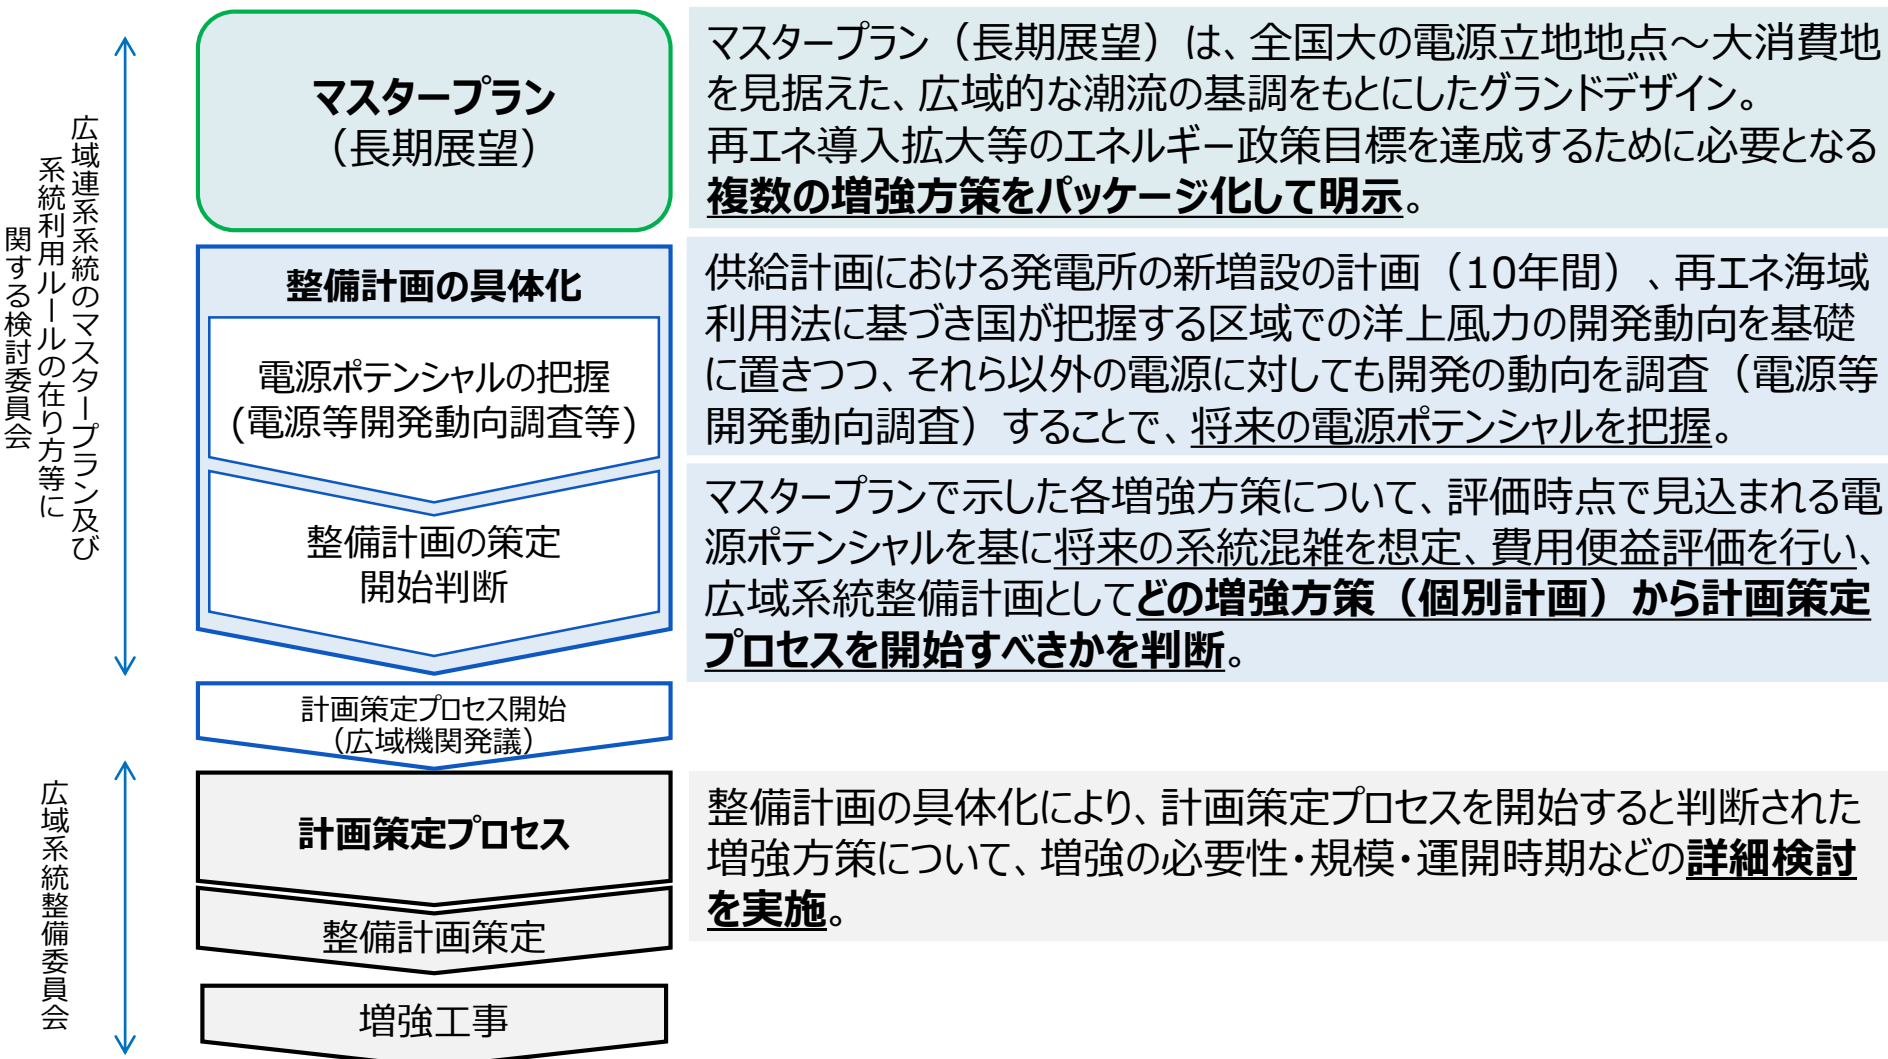 広域連系系統のマスタープラン及び
系統利用ルールの在り方等に
関する検討委員会
マスタープラン
（長期展望）
マスタープラン（長期展望）は、全国大の電源立地地点～大消費地
を見据えた、広域的な潮流の基調をもとにしたグランドデザイン。
再エネ導入拡大等のエネルギー政策目標を達成するために必要となる
複数の増強方策をパッケージ化して明示。
整備計画の具体化
電源ポテンシャルの把握
(電源等開発動向調査等)
供給計画における発電所の新増設の計画（10年間）、再エネ海域
利用法に基づき国が把握する区域での洋上風力の開発動向を基礎
に置きつつ、それら以外の電源に対しても開発の動向を調査（電源等
開発動向調査）することで、将来の電源ポテンシャルを把握。
整備計画の策定
開始判断
マスタープランで示した各増強方策について、評価時点で見込まれる電
源ポテンシャルを基に将来の系統混雑を想定、費用便益評価を行い、
広域系統整備計画としてどの増強方策（個別計画）から計画策定
プロセスを開始すべきかを判断。
計画策定プロセス開始
（広域機関発議）
広域系統整備委員会
計画策定プロセス
整備計画の具体化により、計画策定プロセスを開始すると判断された
増強方策について、増強の必要性・規模・運開時期などの詳細検討
を実施。
整備計画策定
増強工事